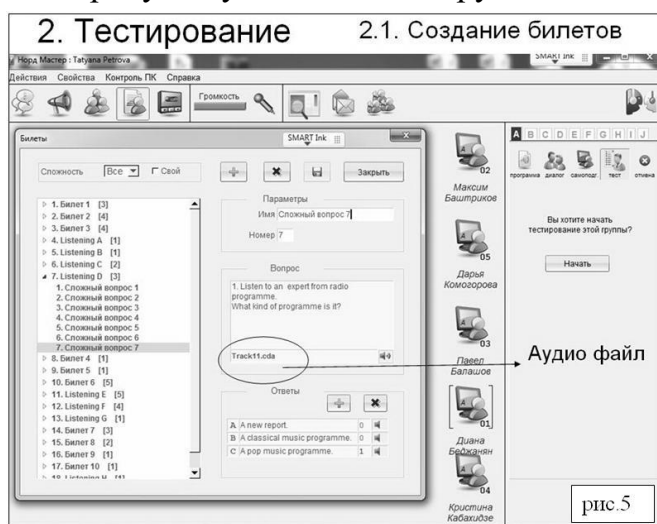 2. Тестирование 2.1. Создание билетов
Норд Мастер : Tatyana Petrova
SMART Ink
Действия Свойства Контроль ПК Справка
Громкость
Билеты
SMART Ink
Сложность Все Свой
Закрыть
1. Билет 1 [3]
2. Билет 2 [4]
3. Билет 3 [4]
4. Listening A [1]
5. Listening B [1]
6. Listening C [2]
7. Listening D [3]
1. Сложный вопрос 1
2. Сложный вопрос 2
3. Сложный вопрос 3
4. Сложный вопрос 4
5. Сложный вопрос 5
6. Сложный вопрос 6
7. Сложный вопрос 7
8. Билет 4 [1]
9. Билет 5 [1]
10. Билет 6 [5]
11. Listening E [5]
12. Listening F [4]
13. Listening G [1]
14. Билет 7 [3]
15. Билет 8 [2]
16. Билет 9 [1]
17. Билет 10 [1]
18. Listening H [1]
Параметры
Имя Сложный вопрос 7
Номер 7
Вопрос
1. Listen to an expert from radio
programme.
What kind of programme is it?
Track11.cda
Ответы
A A new report. 0
B A classical music programme. 0
C A pop music programme. 1
02
Максим
Баштриков
05
Дарья
Комогорова
03
Павел
Балашов
01
Диана
Беджанян
04
Кристина
Кабахидзе
A B C D E F G H I J
программа диалог самоподг. тест отмена
Вы хотите начать
тестирование этой группы?
Начать
Аудио файл
рис.5